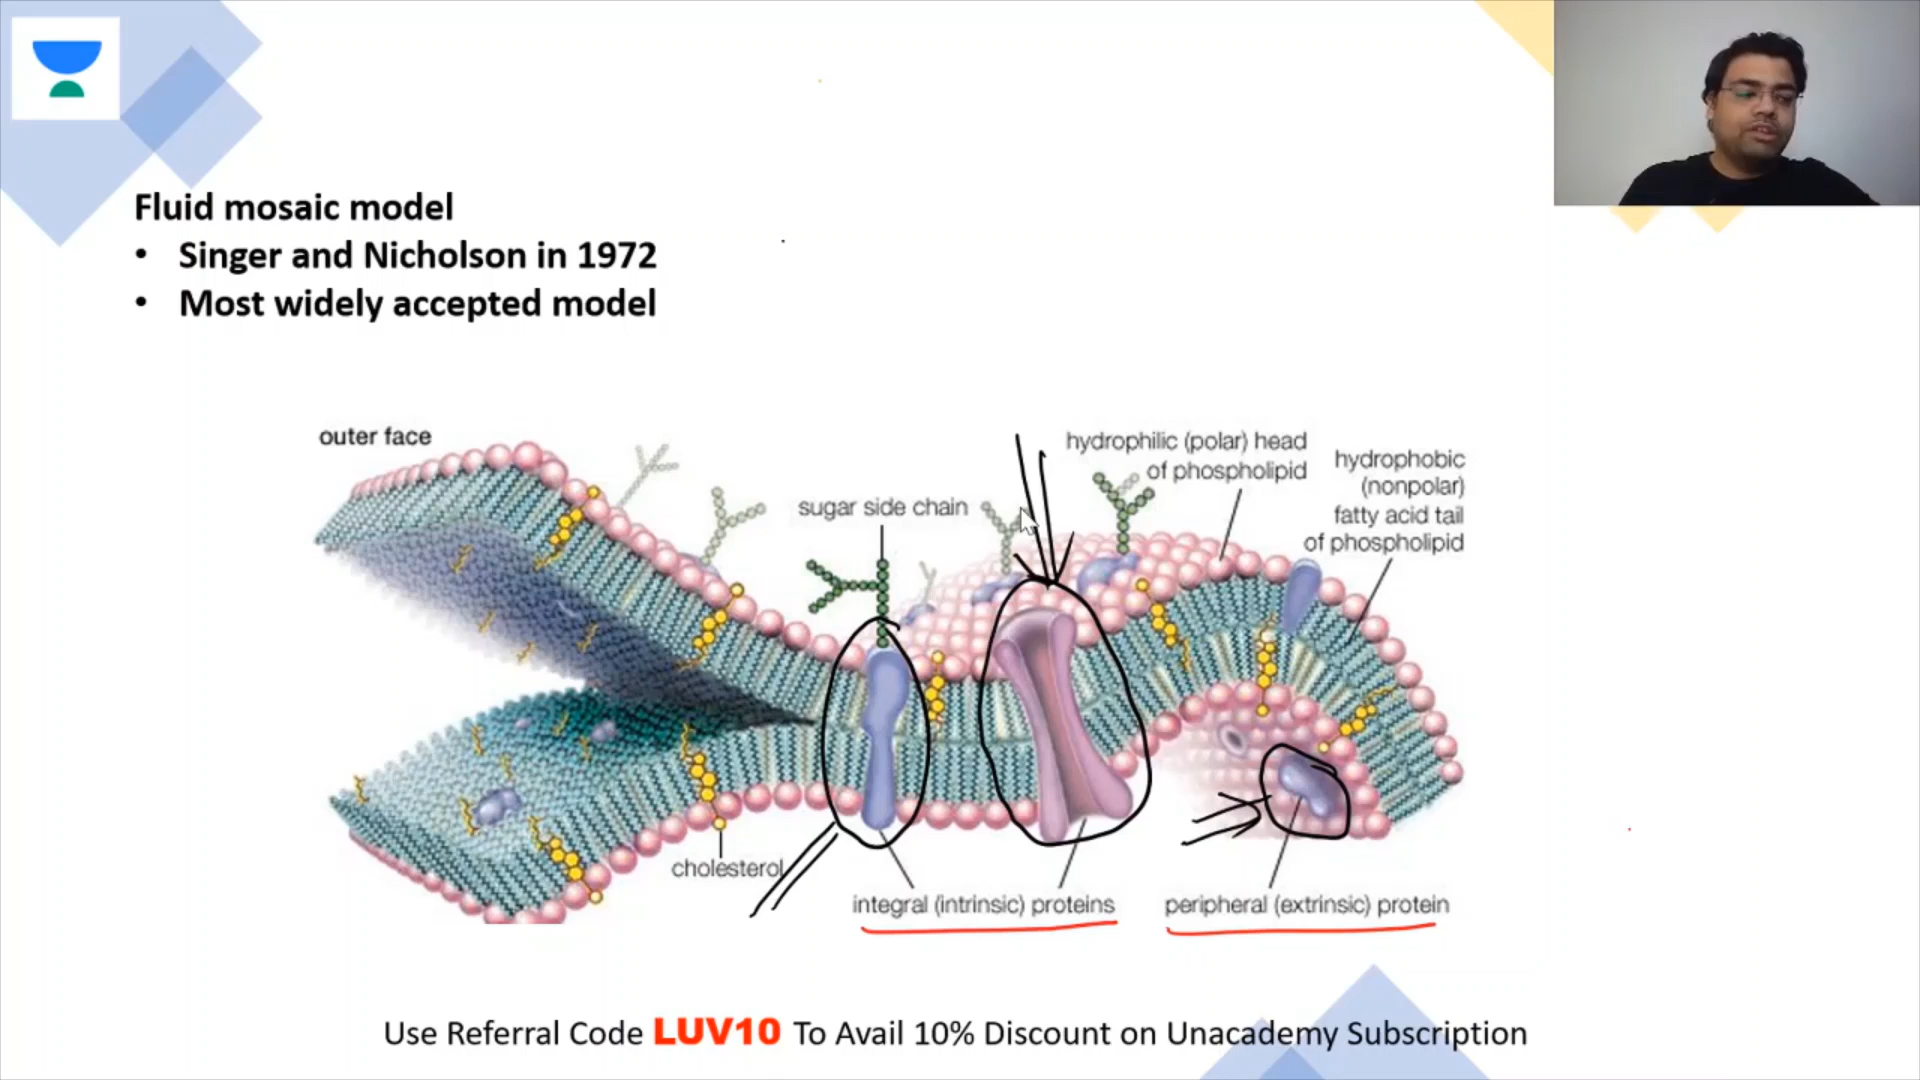 Fluid mosaic model
• Singer and Nicholson in 1972
• Most widely accepted model
outer face
sugar side chain
hydrophilic (polar) head
of phospholipid
hydrophobic
(nonpolar)
fatty acid tail
of phospholipid
cholesterol
integral (intrinsic) proteins
peripheral (extrinsic) protein
Use Referral Code LUV10 To Avail 10% Discount on Unacademy Subscription